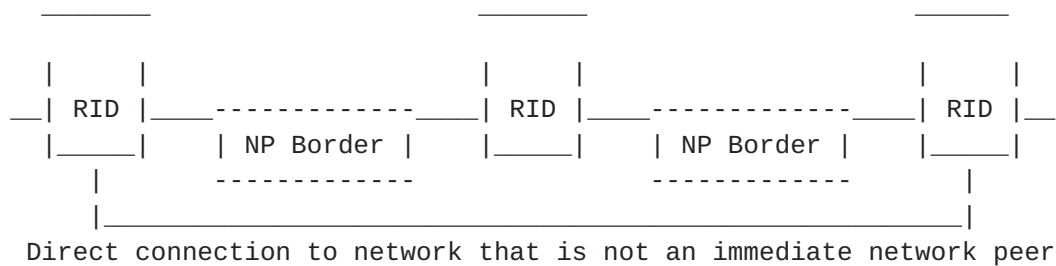 RID RID RID
NP Border NP Border
Direct connection to network that is not an immediate network peer